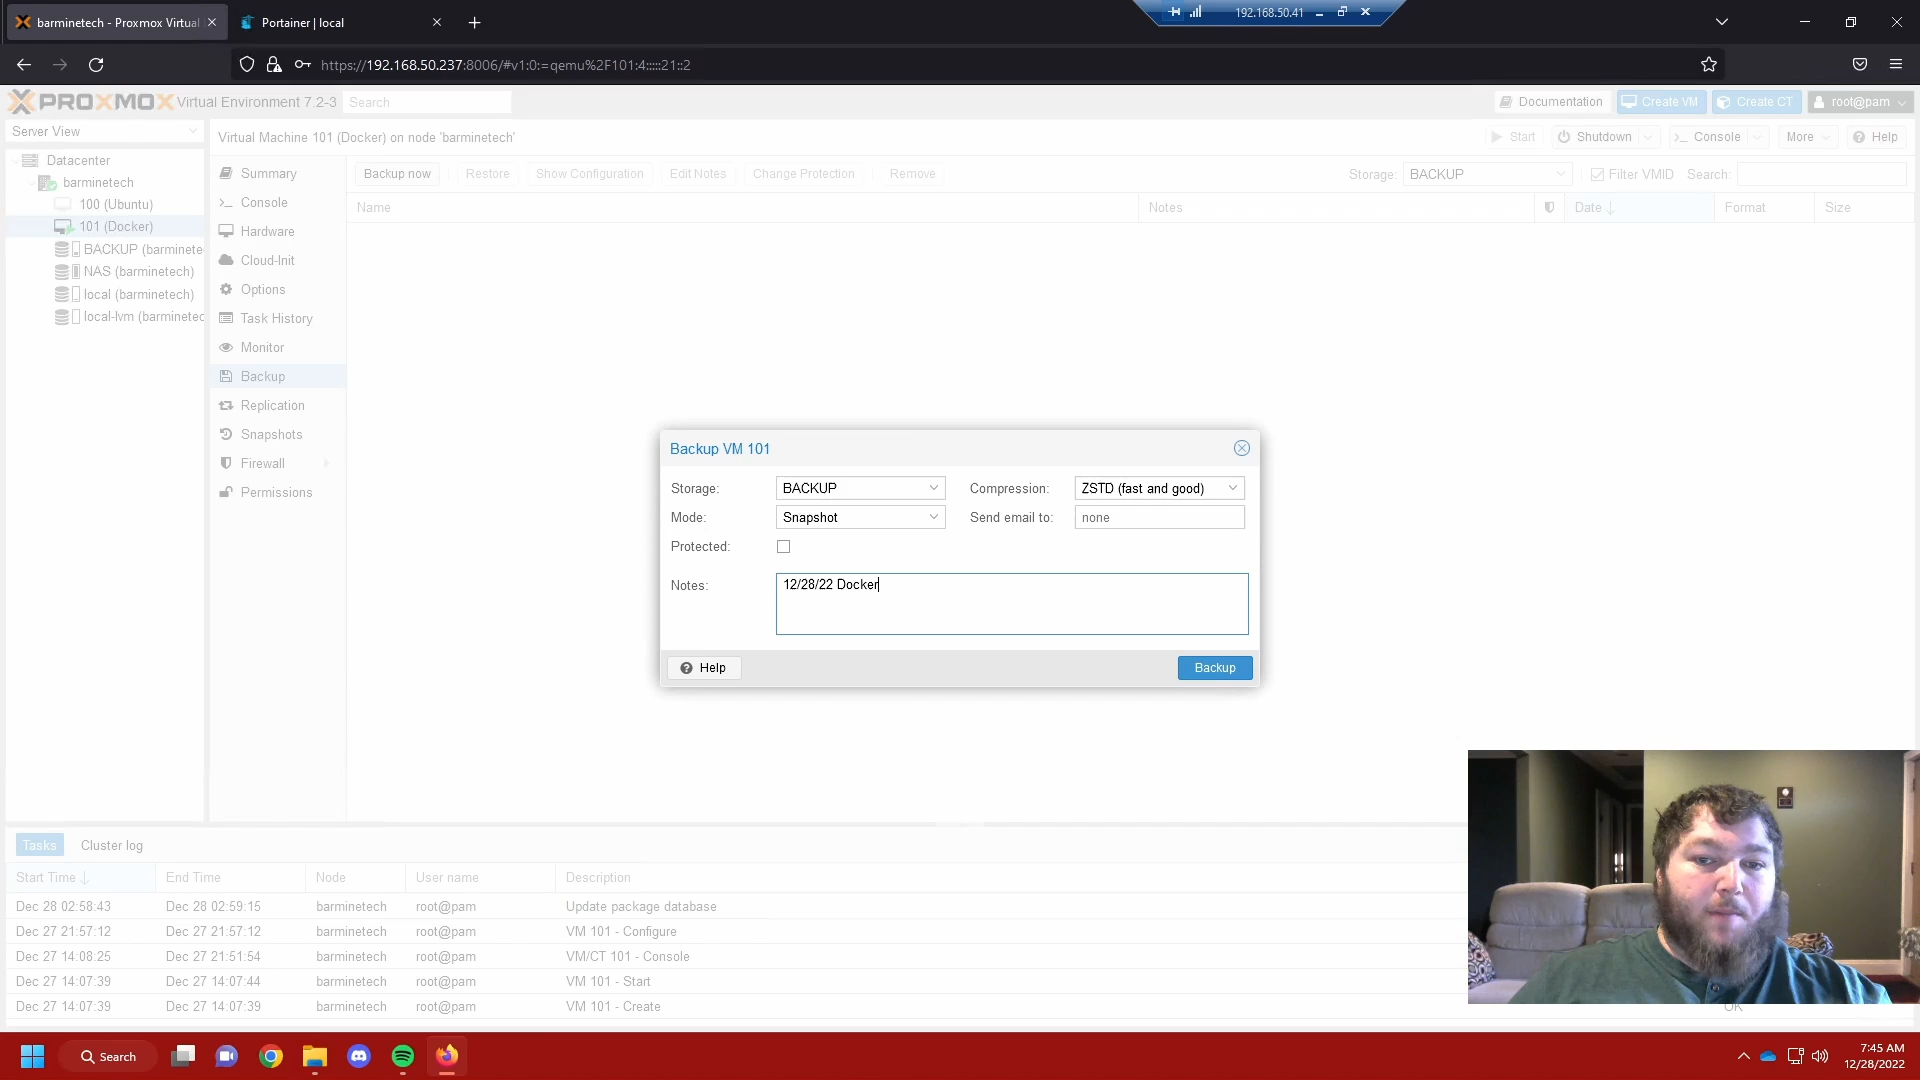 barminetech - Proxmox Virtual
Portainer | local
192.168.50.41
https://192.168.50.237:8006/#v1:0:=qemu%2F101:4:::::21::2
PROXMOX Virtual Environment 7.2-3
Search
Documentation
Create VM
Create CT
root@pam
Server View
Virtual Machine 101 (Docker) on node 'barminetech'
Start
Shutdown
Console
More
Help
Datacenter
barminetech
100 (Ubuntu)
101 (Docker)
BACKUP (barminete
NAS (barminetech)
local (barminetech)
local-lvm (barminetec
Summary
Console
Hardware
Cloud-Init
Options
Task History
Monitor
Backup
Replication
Snapshots
Firewall
Permissions
Backup now
Restore
Show Configuration
Edit Notes
Change Protection
Remove
Storage: BACKUP
Filter VMID
Search:
Name
Notes
Date
Format
Size
Backup VM 101
Storage: BACKUP
Compression: ZSTD (fast and good)
Mode: Snapshot
Send email to: none
Protected:
Notes: 12/28/22 Docker
Help
Backup
Tasks
Cluster log
Start Time
End Time
Node
User name
Description
Dec 28 02:58:43 Dec 28 02:59:15 barminetech root@pam Update package database
Dec 27 21:57:12 Dec 27 21:57:12 barminetech root@pam VM 101 - Configure
Dec 27 14:08:25 Dec 27 21:51:54 barminetech root@pam VM/CT 101 - Console
Dec 27 14:07:39 Dec 27 14:07:44 barminetech root@pam VM 101 - Start
Dec 27 14:07:39 Dec 27 14:07:39 barminetech root@pam VM 101 - Create
OK
Search
7:45 AM
12/28/2022